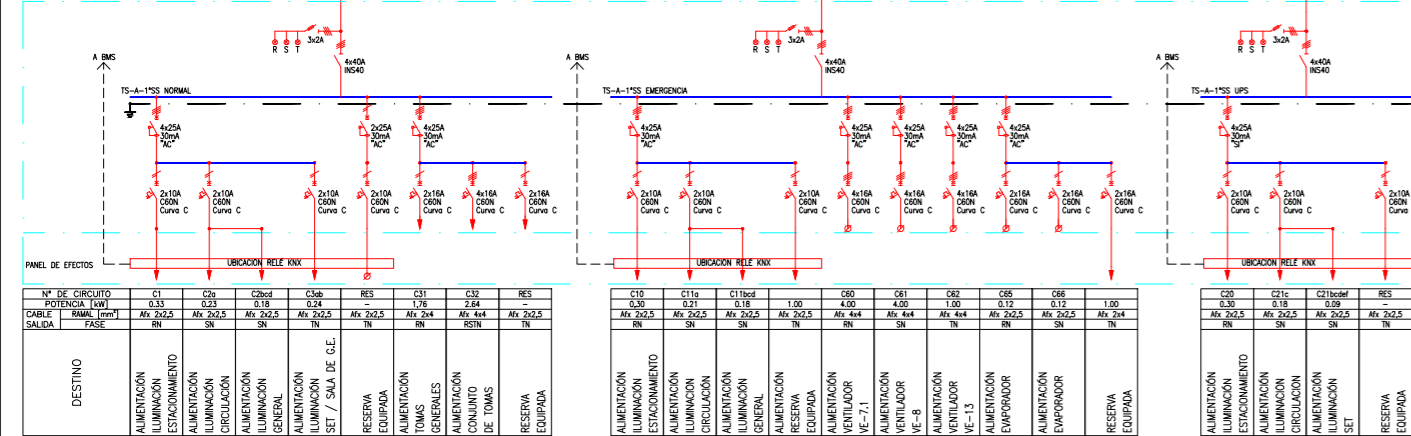 3x2A
R S T
4x40A
INS40
A BMS
TS-A-1°SS NORMAL
4x25A
30mA
"AC"
2x25A
30mA
"AC"
4x25A
30mA
"AC"
2x10A
C60N
Curva C
2x10A
C60N
Curva C
2x10A
C60N
Curva C
2x10A
C60N
Curva C
2x16A
C60N
Curva C
4x16A
C60N
Curva C
2x16A
C60N
Curva C
PANEL DE EFECTOS
UBICACION RELE KNX
3x2A
R S T
4x40A
INS40
A BMS
TS-A-1°SS EMERGENCIA
4x25A
30mA
"AC"
4x25A
30mA
"AC"
4x25A
30mA
"AC"
4x25A
30mA
"AC"
4x25A
30mA
"AC"
2x10A
C60N
Curva C
2x10A
C60N
Curva C
2x10A
C60N
Curva C
4x16A
C60N
Curva C
4x16A
C60N
Curva C
4x16A
C60N
Curva C
2x16A
C60N
Curva C
2x16A
C60N
Curva C
2x16A
C60N
Curva C
UBICACION RELE KNX
3x2A
R S T
4x40A
INS40
A BMS
TS-A-1°SS UPS
4x25A
30mA
"SI"
2x10A
C60N
Curva C
2x10A
C60N
Curva C
2x10A
C60N
Curva C
UBICACION RELE KNX
N° DE CIRCUITO C1 C2a C2bcd C3ab RES C31 C32 RES
POTENCIA [kW] 0.33 0.23 0.18 0.24 – 1,76 2.64 –
CABLE SALIDA
RAMAL [mm²] Afx 2x2,5 Afx 2x2,5 Afx 2x2,5 Afx 2x2,5 Afx 2x2,5 Afx 2x4 Afx 4x4 Afx 2x2,5
FASE RN SN SN TN TN RN RSTN TN
DESTINO
ALIMENTACIÓN
ILUMINACIÓN
ESTACIONAMIENTO
ALIMENTACIÓN
ILUMINACIÓN
CIRCULACIÓN
ALIMENTACIÓN
ILUMINACIÓN
GENERAL
ALIMENTACIÓN
ILUMINACIÓN
SET / SALA DE G.E.
RESERVA
EQUIPADA
ALIMENTACIÓN
TOMAS
GENERALES
ALIMENTACIÓN
CONJUNTO
DE TOMAS
RESERVA
EQUIPADA
C10 C11a C11bcd C60 C61 C62 C65 C66
0,30 0.21 0.18 1.00 4.00 4.00 1.00 0.12 0.12 1.00
Afx 2x2,5 Afx 2x2,5 Afx 2x2,5 Afx 2x2,5 Afx 4x4 Afx 4x4 Afx 4x4 Afx 2x2,5 Afx 2x2,5 Afx 2x4
RN SN SN TN TN RN SN TN RN SN TN
ALIMENTACIÓN
ILUMINACIÓN
ESTACIONAMIENTO
ALIMENTACIÓN
ILUMINACIÓN
CIRCULACIÓN
ALIMENTACIÓN
ILUMINACIÓN
GENERAL
ALIMENTACIÓN
RESERVA
EQUIPADA
ALIMENTACIÓN
VENTILADOR
VE-7.1
ALIMENTACIÓN
VENTILADOR
VE-8
ALIMENTACIÓN
VENTILADOR
VE-13
ALIMENTACIÓN
EVAPORADOR
ALIMENTACIÓN
EVAPORADOR
RESERVA
EQUIPADA
C20 C21c C21bcdef RES
0.30 0.18 0.09 –
Afx 2x2,5 Afx 2x2,5 Afx 2x2,5 Afx 2x2,5
RN SN SN TN
ALIMENTACIÓN
ILUMINACIÓN
ESTACIONAMIENTO
ALIMENTACIÓN
ILUMINACION
CIRCULACION
ALIMENTACIÓN
ILUMINACIÓN
SET
RESERVA
EQUIPADA